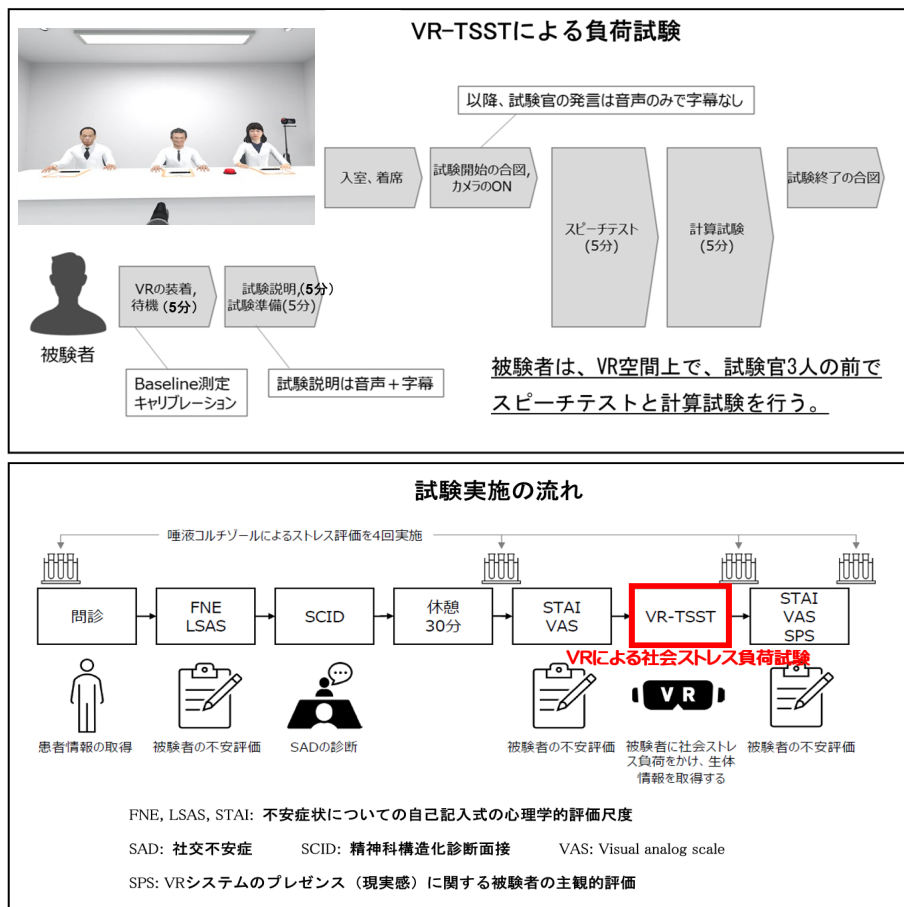 VR-TSSTによる負荷試験
以降、試験官の発言は音声のみで字幕なし
入室、着席
試験開始の合図,
カメラのON
スピーチテスト
(5分)
計算試験
(5分)
試験終了の合図
被験者
VRの装着,
待機 (5分)
試験説明,(5分)
試験準備(5分)
Baseline測定
キャリブレーション
試験説明は音声+字幕
被験者は、VR空間上で、試験官3人の前で
スピーチテストと計算試験を行う。
試験実施の流れ
唾液コルチゾールによるストレス評価を4回実施
問診
FNE
LSAS
SCID
休憩
30分
STAI
VAS
VR-TSST
STAI
VAS
SPS
VRによる社会ストレス負荷試験
VR
患者情報の取得
被験者の不安評価
SADの診断
被験者の不安評価
被験者に社会ストレ
ス負荷をかけ、生体
情報を取得する
被験者の不安評価
FNE, LSAS, STAI: 不安症状についての自己記入式の心理学的評価尺度
SAD: 社交不安症 SCID: 精神科構造化診断面接 VAS: Visual analog scale
SPS: VRシステムのプレゼンス（現実感）に関する被験者の主観的評価